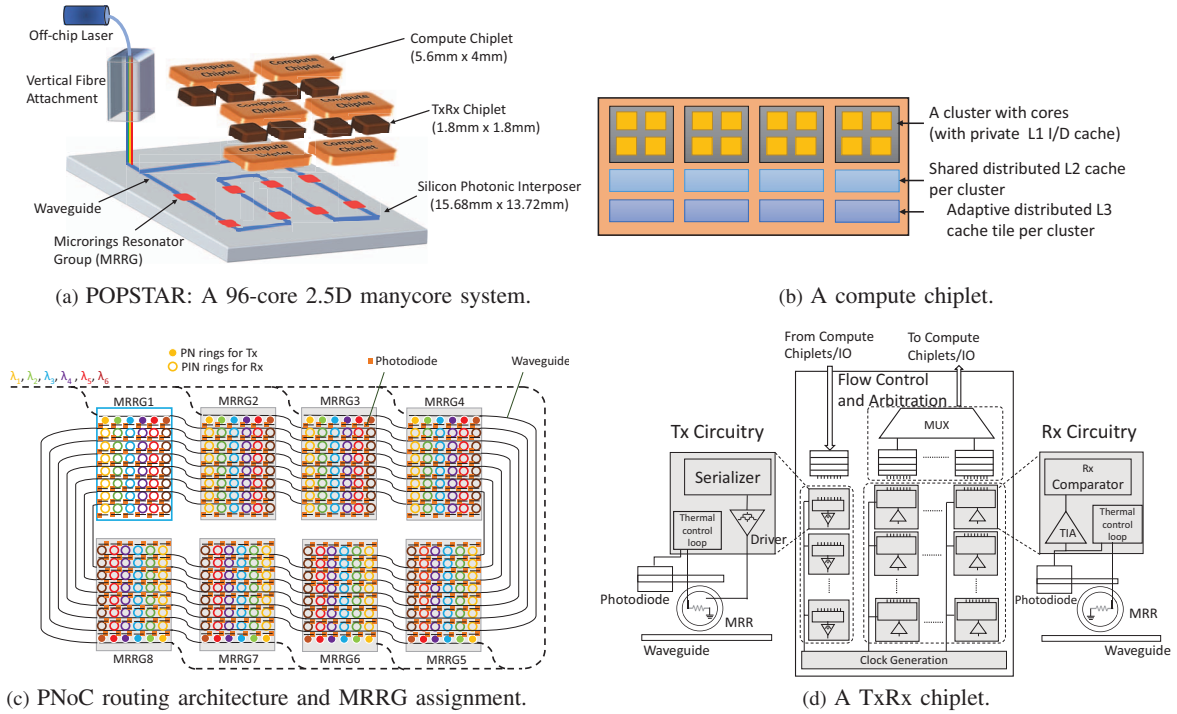 Off-chip Laser
Vertical Fibre
Attachment
Compute
Chiplet
Compute
Chiplet
Compute
Chiplet
Compute
Chiplet
Compute
Chiplet
Compute
Chiplet
Compute Chiplet
(5.6mm x 4mm)
TxRx Chiplet
(1.8mm x 1.8mm)
Silicon Photonic Interposer
(15.68mm x 13.72mm)
Waveguide
Microrings Resonator
Group (MRRG)
(a) POPSTAR: A 96-core 2.5D manycore system.
A cluster with cores
(with private L1 I/D cache)
Shared distributed L2 cache
per cluster
Adaptive distributed L3
cache tile per cluster
(b) A compute chiplet.
PN rings for Tx
PIN rings for Rx
Photodiode
Waveguide
λ1, λ2, λ3, λ4, λ5, λ6
MRRG1
MRRG2
MRRG3
MRRG4
MRRG8
MRRG7
MRRG6
MRRG5
(c) PNoC routing architecture and MRRG assignment.
From Compute
Chiplets/IO
To Compute
Chiplets/IO
Flow Control
and Arbitration
MUX
Tx Circuitry
Serializer
Thermal
control
loop
Driver
Photodiode
MRR
Waveguide
Rx Circuitry
Rx
Comparator
TIA
Thermal
control
loop
Photodiode
MRR
Waveguide
Clock Generation
(d) A TxRx chiplet.